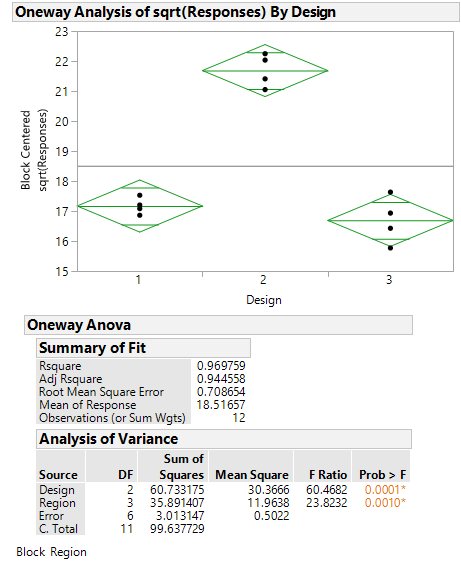 Oneway Analysis of sqrt(Responses) By Design
Block Centered
sqrt(Responses)
23
22
21
20
19
18
17
16
15
1 2 3
Design
Oneway Anova
Summary of Fit
Rsquare 0.969759
Adj Rsquare 0.944558
Root Mean Square Error 0.708654
Mean of Response 18.51657
Observations (or Sum Wgts) 12
Analysis of Variance
Sum of
Source DF Squares Mean Square F Ratio Prob > F
Design 2 60.733175 30.3666 60.4682 0.0001*
Region 3 35.891407 11.9638 23.8232 0.0010*
Error 6 3.013147 0.5022
C. Total 11 99.637729
Block Region